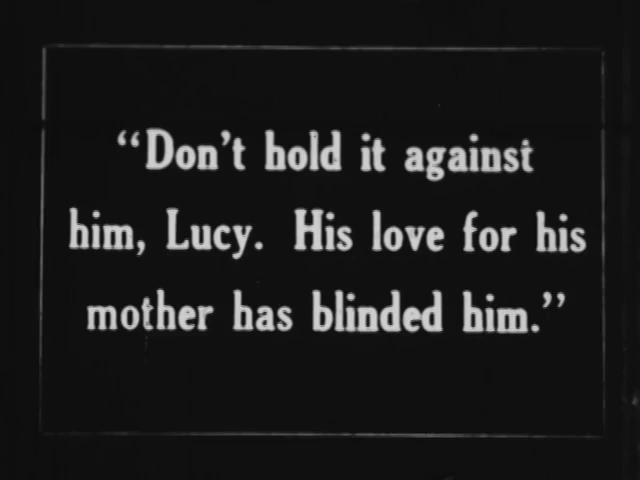 “Don’t hold it against
him, Lucy.  His love for his
mother has blinded him.”